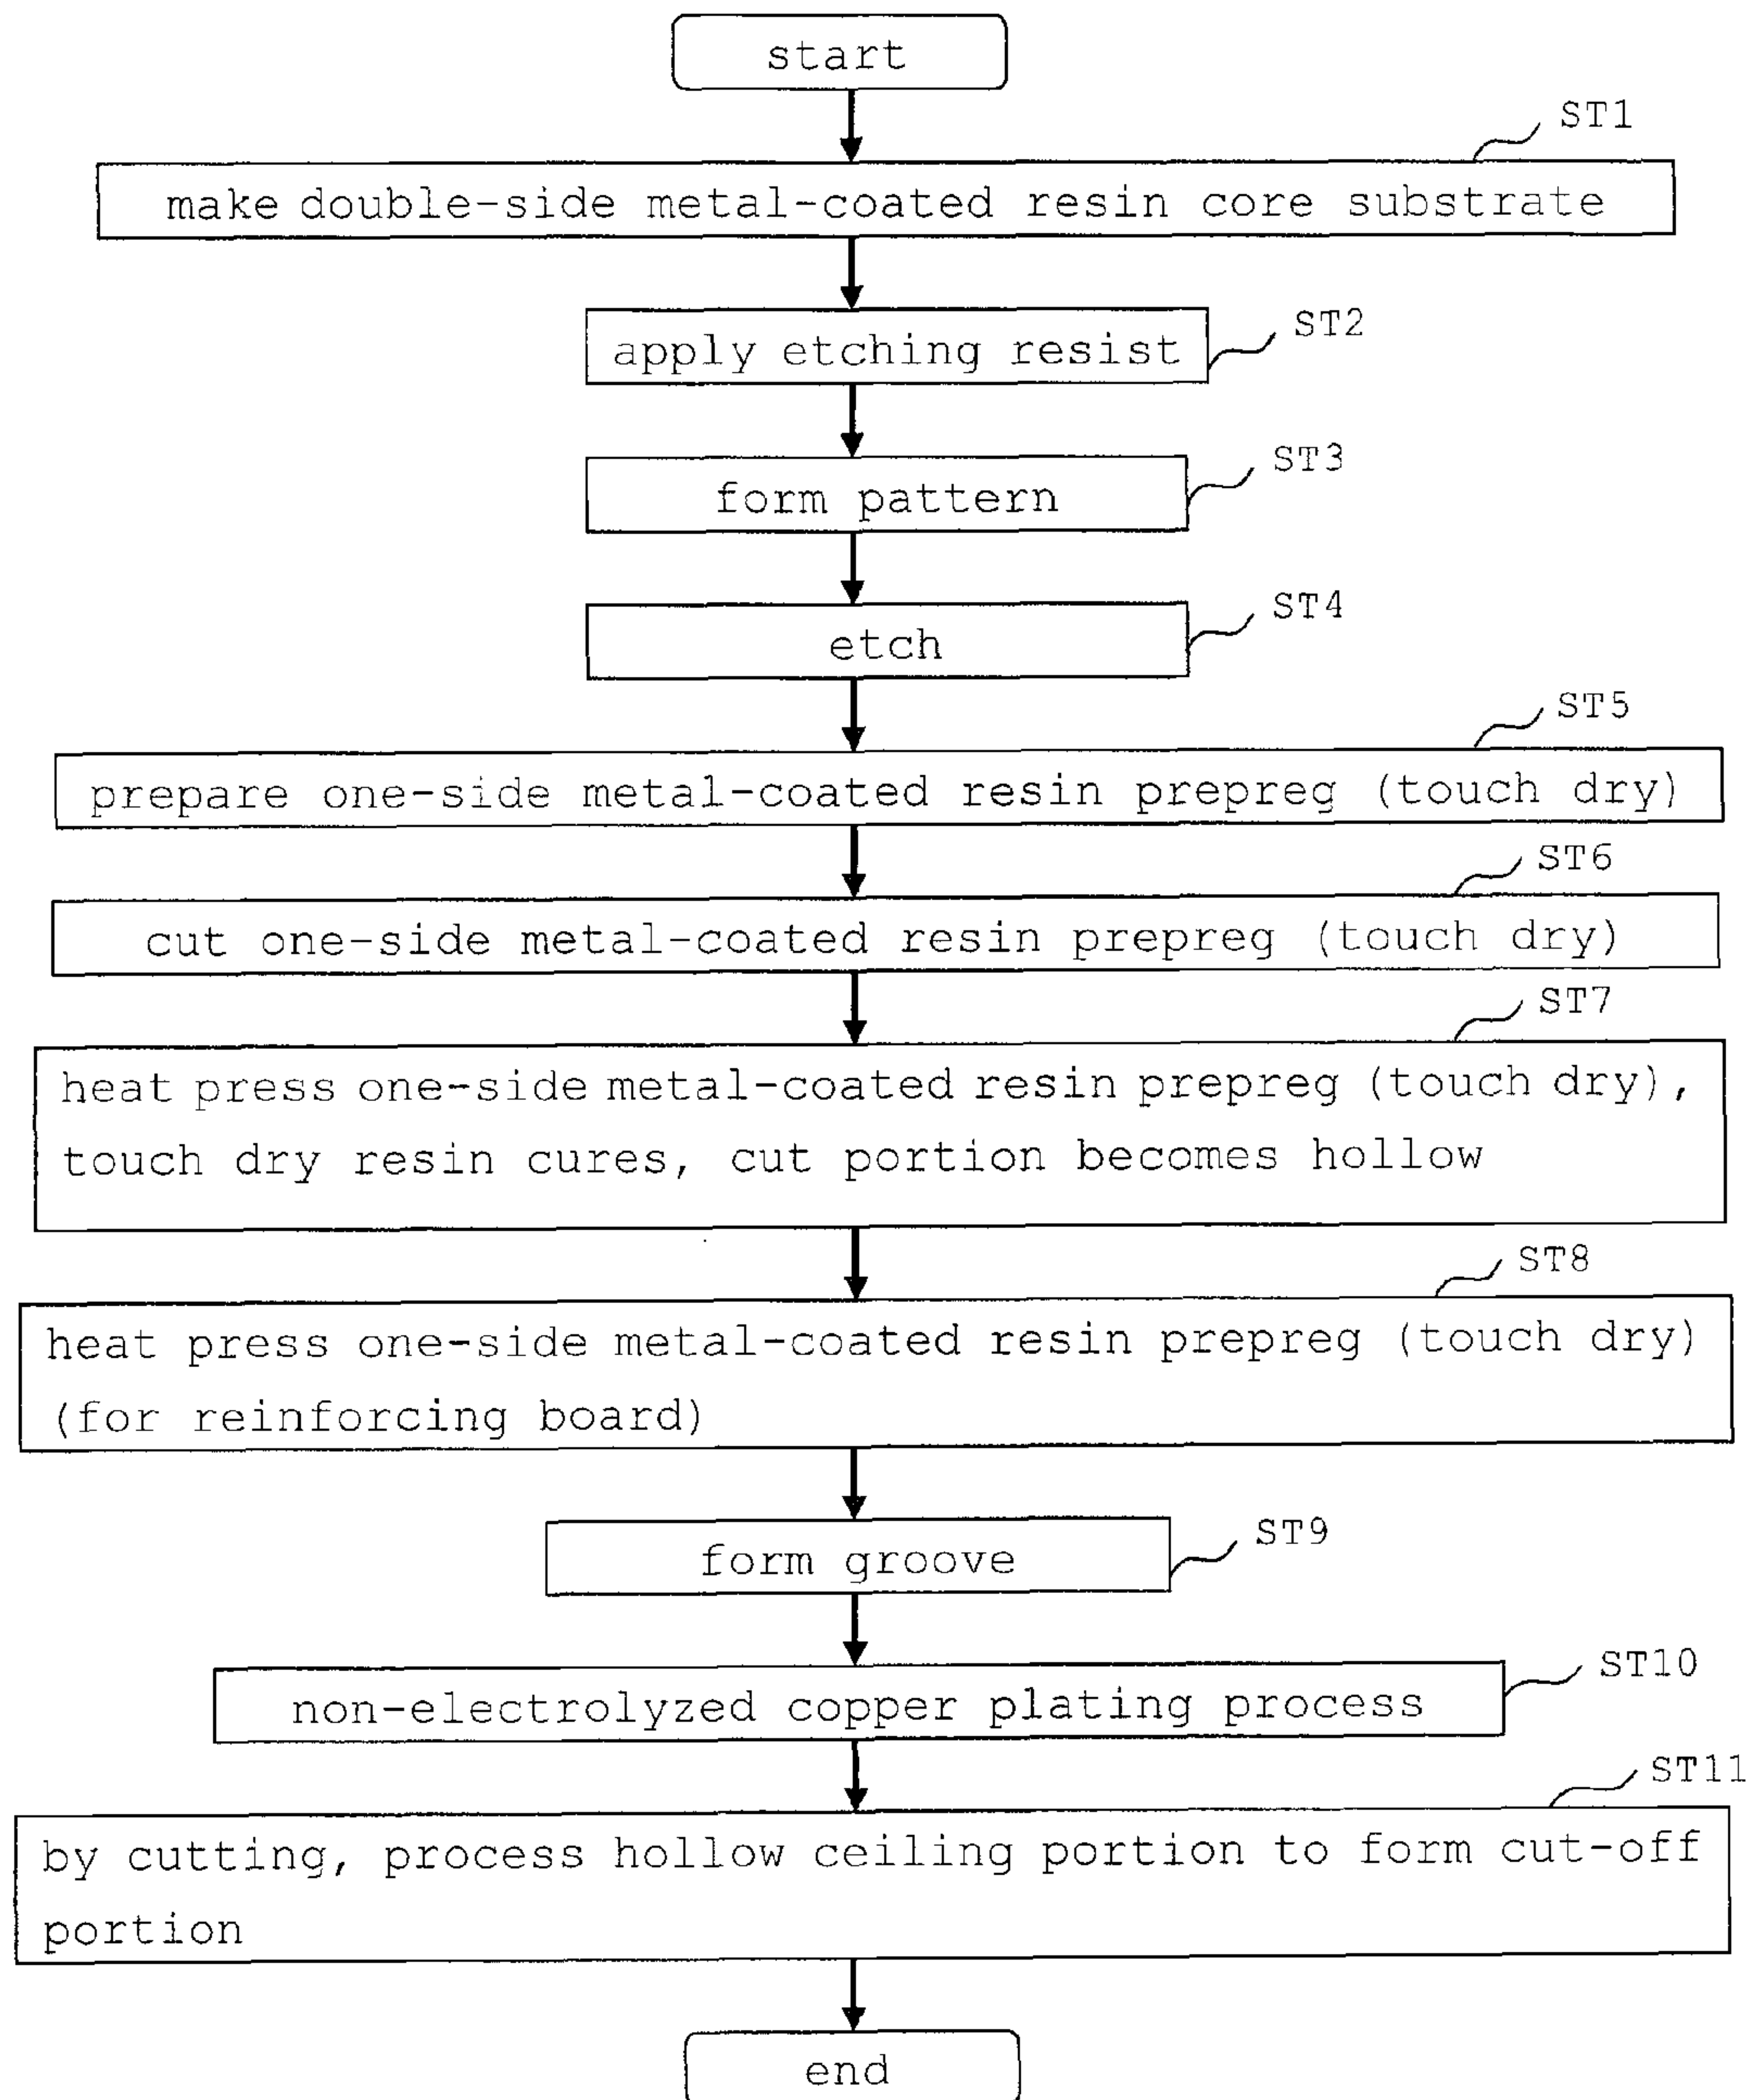 start
ST1
make double-side metal-coated resin core substrate
ST2
apply etching resist
ST3
form pattern
ST4
etch
ST5
prepare one-side metal-coated resin prepreg (touch dry)
ST6
cut one-side metal-coated resin prepreg (touch dry)
ST7
heat press one-side metal-coated resin prepreg (touch dry),
touch dry resin cures, cut portion becomes hollow
ST8
heat press one-side metal-coated resin prepreg (touch dry)
(for reinforcing board)
ST9
form groove
ST10
non-electrolyzed copper plating process
ST11
by cutting, process hollow ceiling portion to form cut-off
portion
end